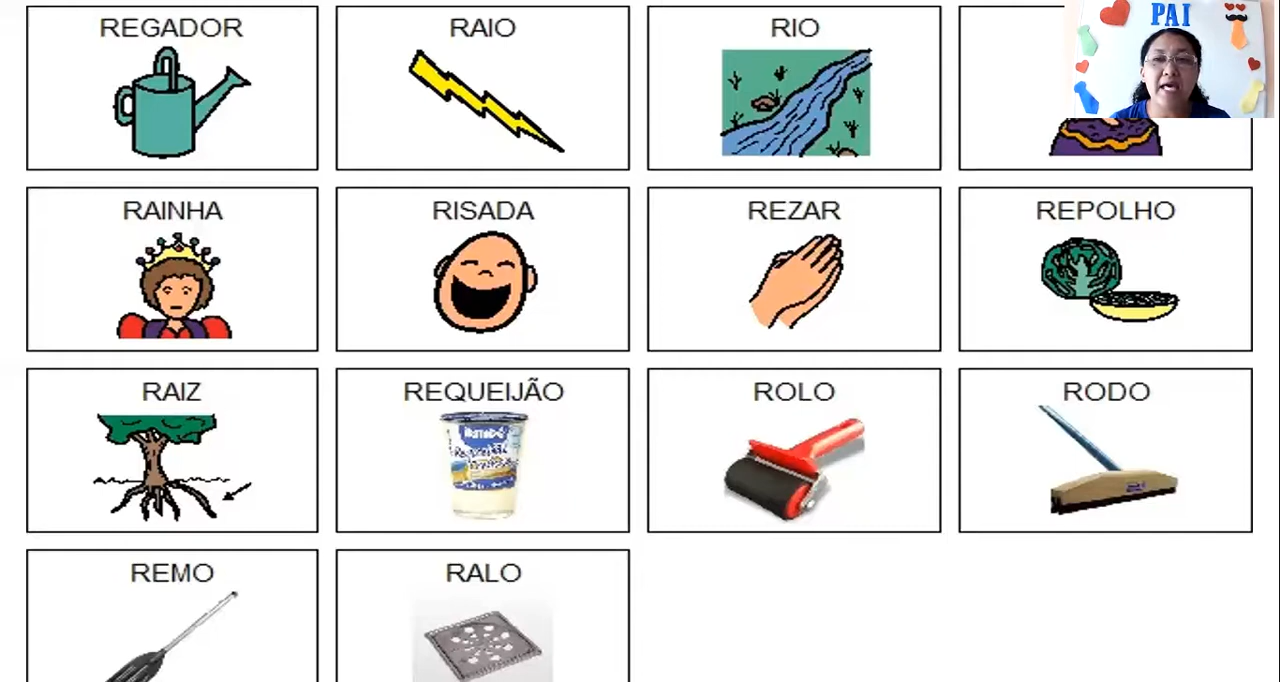 REGADOR
RAIO
RIO
PAI
RAINHA
RISADA
REZAR
REPOLHO
RAIZ
REQUEIJÃO
ROLO
RODO
REMO
RALO